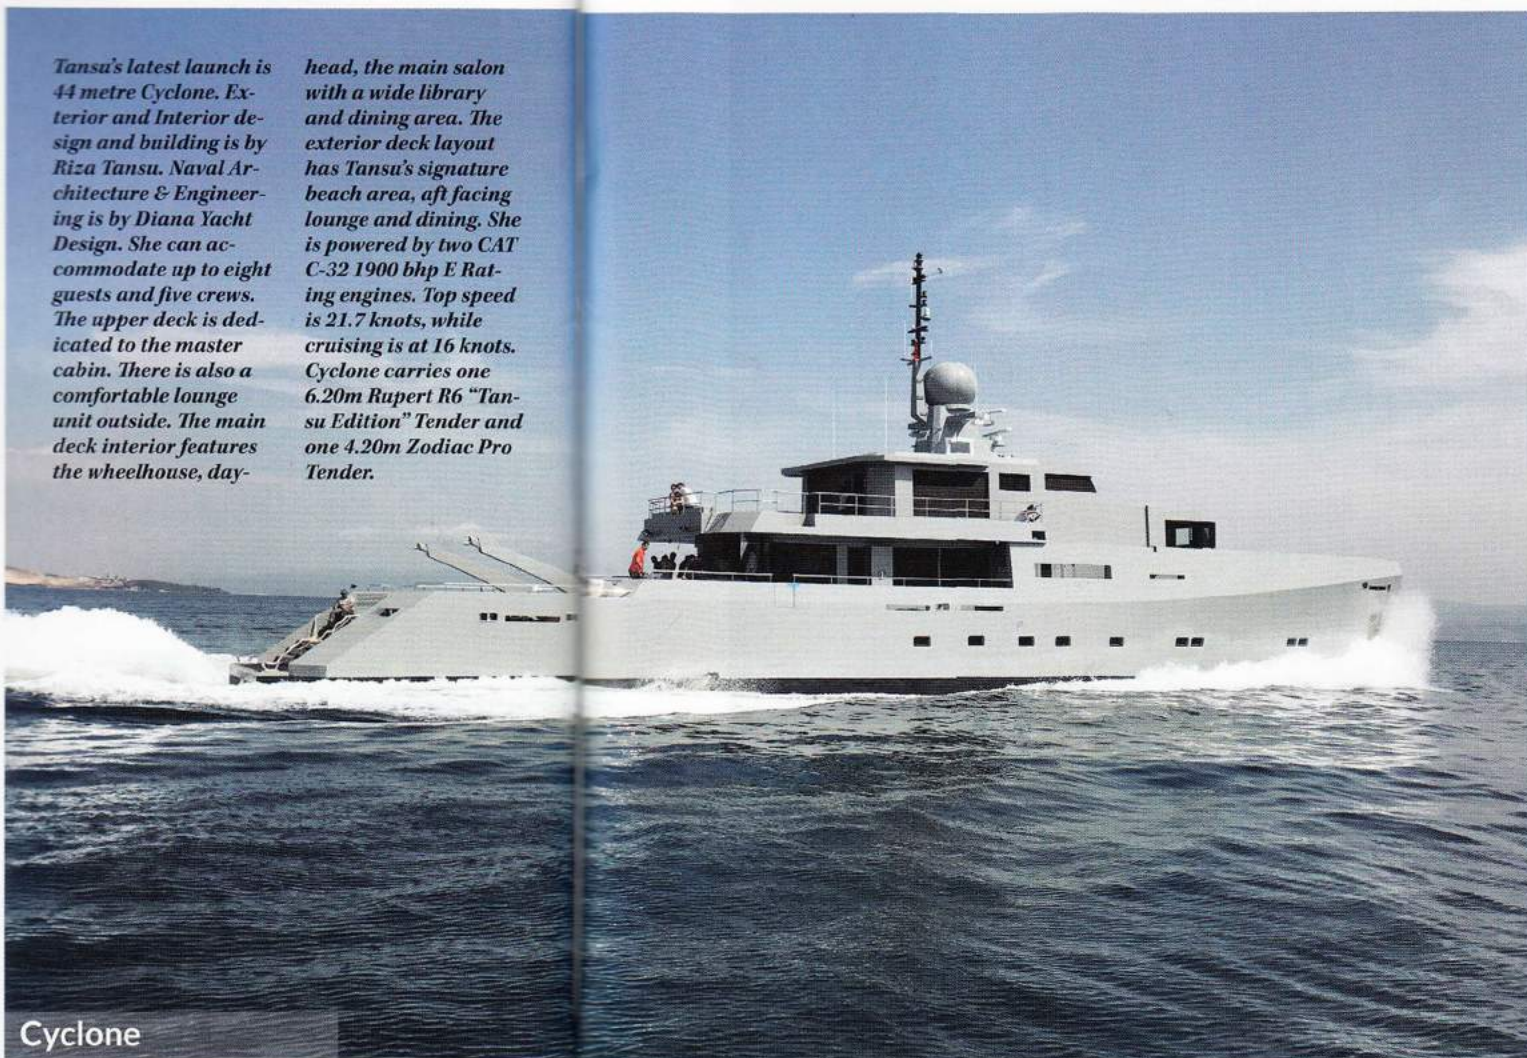 Tansu's latest launch is
44 metre Cyclone. Ex-
terior and Interior de-
sign and building is by
Riza Tansu. Naval Ar-
chitecture & Engineer-
ing is by Diana Yacht
Design. She can ac-
commodate up to eight
guests and five crews.
The upper deck is ded-
icated to the master
cabin. There is also a
comfortable lounge
unit outside. The main
deck interior features
the wheelhouse, day-
head, the main salon
with a wide library
and dining area. The
exterior deck layout
has Tansu's signature
beach area, aft facing
lounge and dining. She
is powered by two CAT
C-32 1900 bhp E Rat-
ing engines. Top speed
is 21.7 knots, while
cruising is at 16 knots.
Cyclone carries one
6.20m Rupert R6 “Tan-
su Edition” Tender and
one 4.20m Zodiac Pro
Tender.
Cyclone